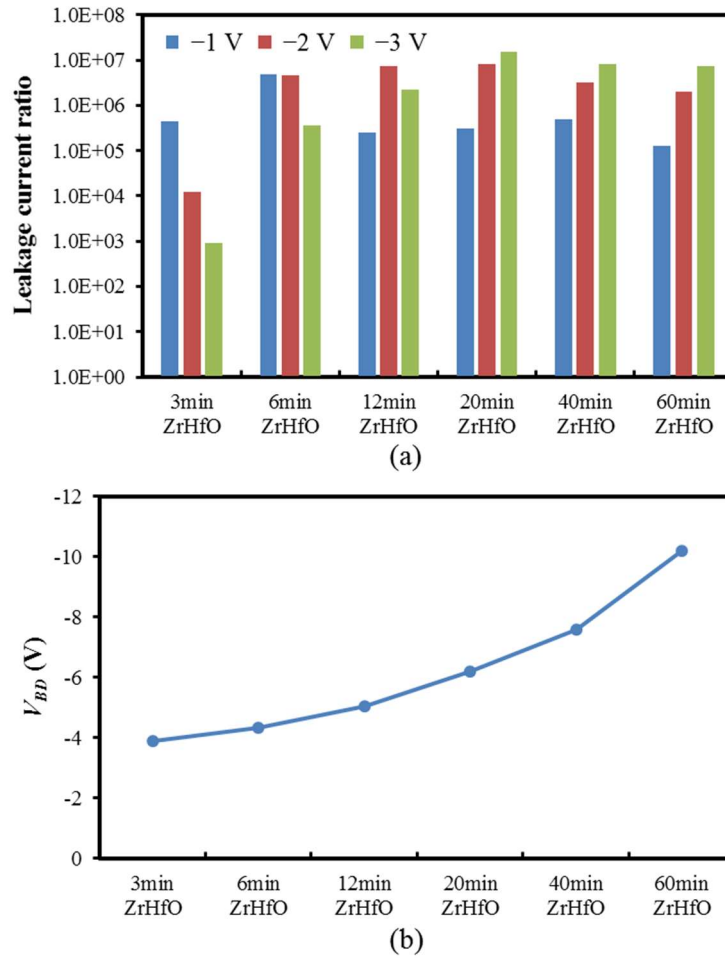 1.0E+08
−1 V −2 V −3 V
1.0E+07
1.0E+06
1.0E+05
1.0E+04
1.0E+03
1.0E+02
1.0E+01
1.0E+00
Leakage current ratio
3min 6min 12min 20min 40min 60min
ZrHfO ZrHfO ZrHfO ZrHfO ZrHfO ZrHfO
(a)
-12
-10
-8
-6
-4
-2
0
V_BD (V)
3min 6min 12min 20min 40min 60min
ZrHfO ZrHfO ZrHfO ZrHfO ZrHfO ZrHfO
(b)